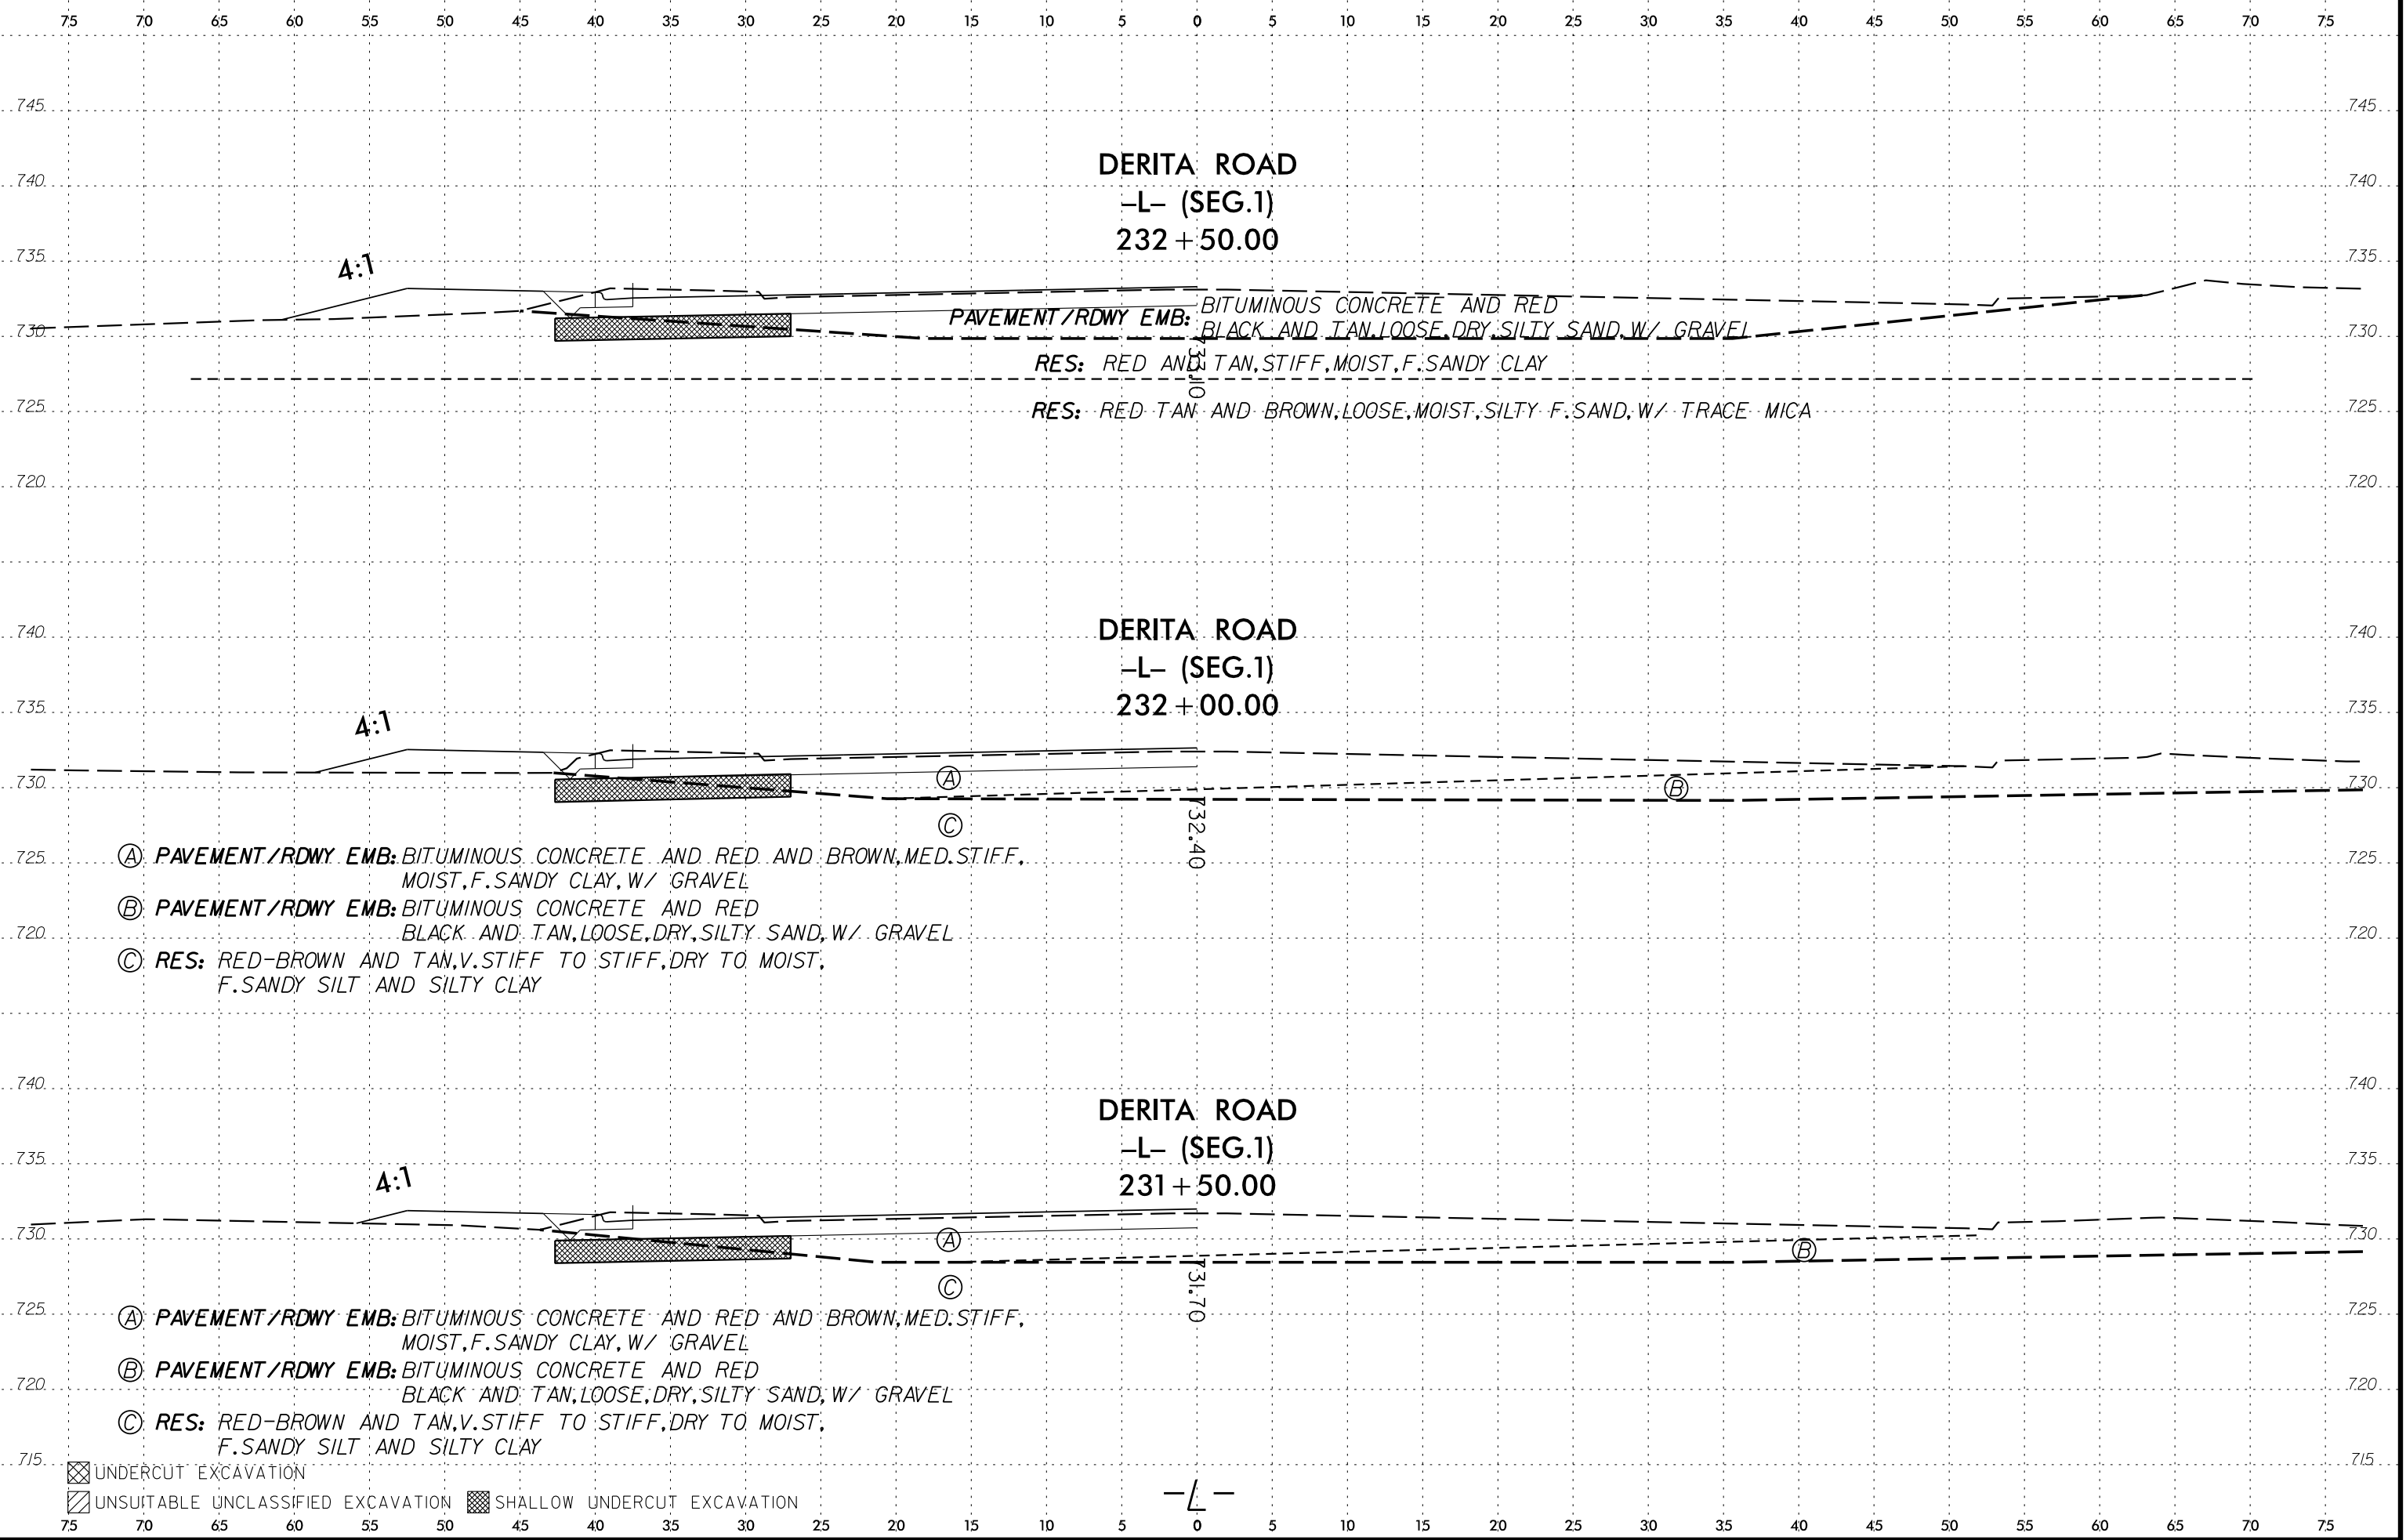 75 70 65 60 55 50 45 40 35 30 25 20 15 10 5 0 5 10 15 20 25 30 35 40 45 50 55 60 65 70 75
745 745
DERITA ROAD
740 740
-L- (SEG.1)
232+50.00
735 735
4:1
PAVEMENT/RDWY EMB: BITUMINOUS CONCRETE AND RED
BLACK AND TAN,LOOSE,DRY,SILTY SAND,W/ GRAVEL
730 730
733.10
RES: RED AND TAN,STIFF,MOIST,F.SANDY CLAY
RES: RED TAN AND BROWN,LOOSE,MOIST,SILTY F.SAND,W/ TRACE MICA
725 725
720 720
DERITA ROAD
740 740
-L- (SEG.1)
232+00.00
735 735
4:1
A
B
730 730
732.40
C
A PAVEMENT/RDWY EMB: BITUMINOUS CONCRETE AND RED AND BROWN,MED.STIFF,
725 725
MOIST,F.SANDY CLAY,W/ GRAVEL
B PAVEMENT/RDWY EMB: BITUMINOUS CONCRETE AND RED
BLACK AND TAN,LOOSE,DRY,SILTY SAND,W/ GRAVEL
720 720
C RES: RED-BROWN AND TAN,V.STIFF TO STIFF,DRY TO MOIST,
F.SANDY SILT AND SILTY CLAY
740 740
DERITA ROAD
-L- (SEG.1)
735 735
231+50.00
4:1
730 730
A
B
731.70
C
725 725
A PAVEMENT/RDWY EMB: BITUMINOUS CONCRETE AND RED AND BROWN,MED.STIFF,
MOIST,F.SANDY CLAY,W/ GRAVEL
B PAVEMENT/RDWY EMB: BITUMINOUS CONCRETE AND RED
720 720
BLACK AND TAN,LOOSE,DRY,SILTY SAND,W/ GRAVEL
C RES: RED-BROWN AND TAN,V.STIFF TO STIFF,DRY TO MOIST,
F.SANDY SILT AND SILTY CLAY
715 715
UNDERCUT EXCAVATION
UNSUITABLE UNCLASSIFIED EXCAVATION SHALLOW UNDERCUT EXCAVATION
-L-
75 70 65 60 55 50 45 40 35 30 25 20 15 10 5 0 5 10 15 20 25 30 35 40 45 50 55 60 65 70 75